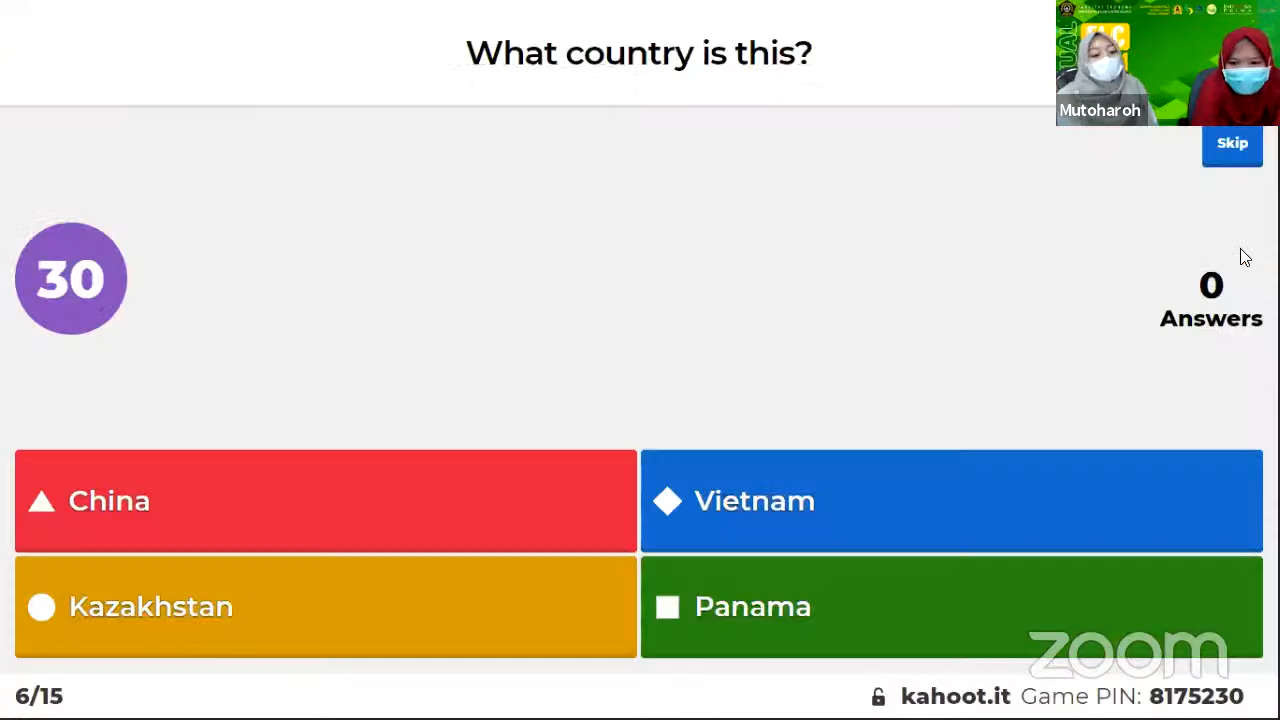 What country is this?
Mutoharoh
Skip
30
0
Answers
China
Vietnam
Kazakhstan
Panama
zoom
6/15
kahoot.it Game PIN: 8175230